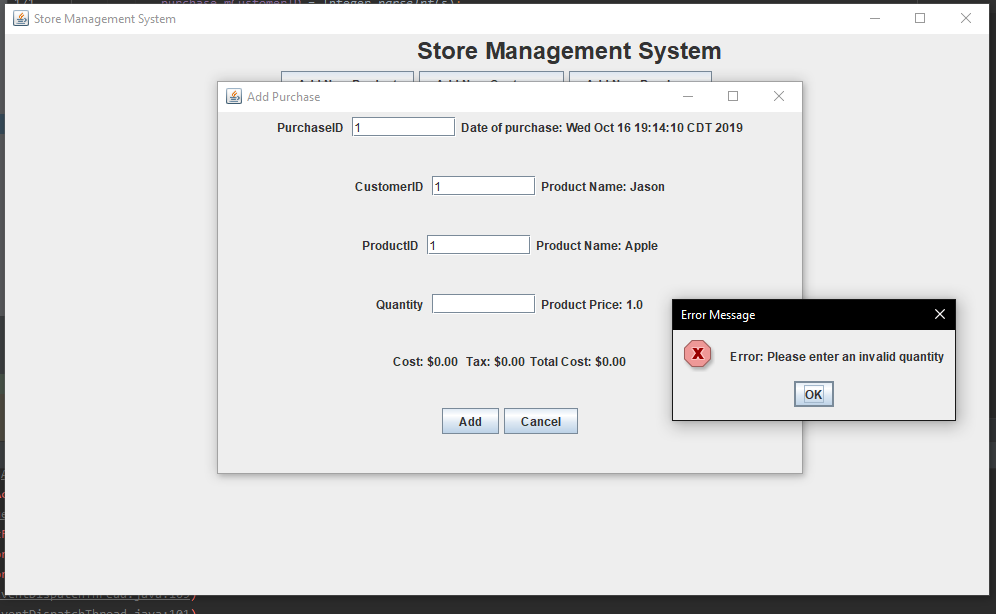 Store Management System
Store Management System
Add Purchase
PurchaseID 1 Date of purchase: Wed Oct 16 19:14:10 CDT 2019
CustomerID 1 Product Name: Jason
ProductID 1 Product Name: Apple
Quantity Product Price: 1.0
Error Message
Error: Please enter an invalid quantity
OK
Cost: $0.00 Tax: $0.00 Total Cost: $0.00
Add Cancel